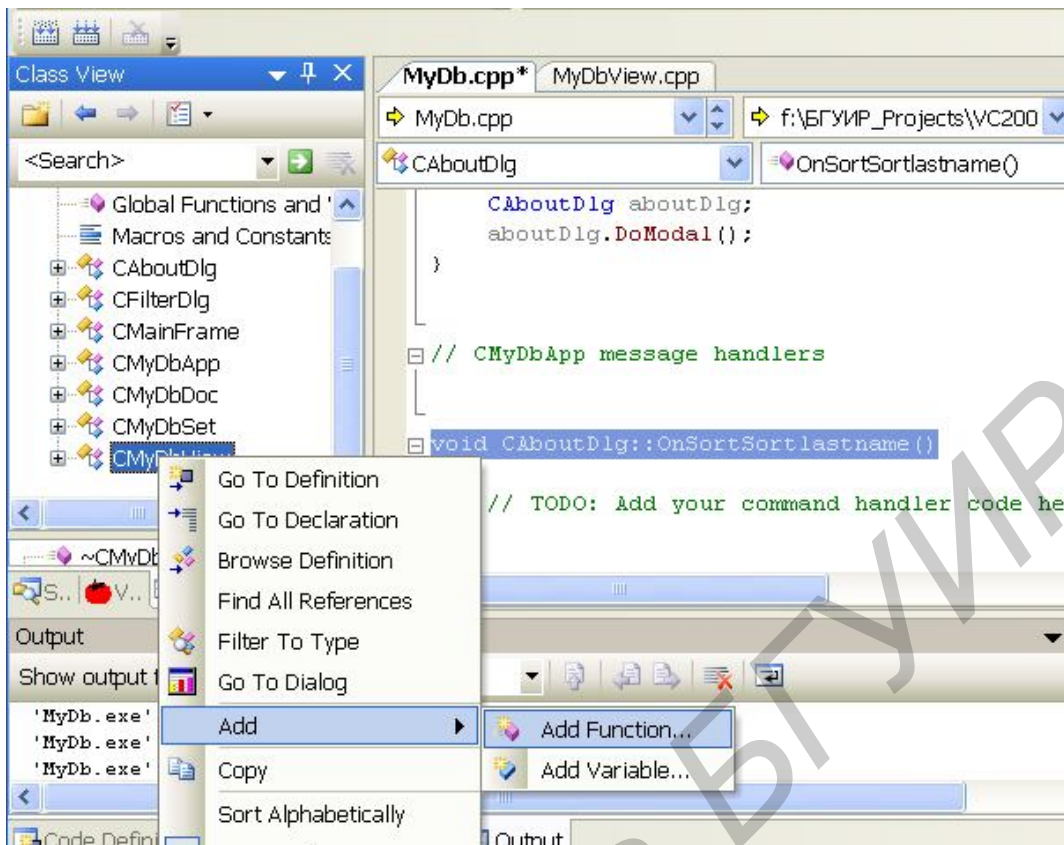 Class View
MyDb.cpp* MyDbView.cpp
MyDb.cpp
f:\БГУИР_Projects\VC200
<Search>
CAboutDlg
OnSortSortlastname()
Global Functions and '
Macros and Constants
CAboutDlg
CFilterDlg
CMainFrame
CMyDbApp
CMyDbDoc
CMyDbSet
CMyDbView
CAboutDlg aboutDlg;
aboutDlg.DoModal();
}
// CMyDbApp message handlers
void CAboutDlg::OnSortSortlastname()
// TODO: Add your command handler code he
Go To Definition
Go To Declaration
Browse Definition
Find All References
Filter To Type
Go To Dialog
Add
Copy
Sort Alphabetically
Add Function...
Add Variable...
~CMyDb
S.. V..
Output
Show output f
'MyDb.exe'
'MyDb.exe'
'MyDb.exe'
Code Defini
Output
БГУИР